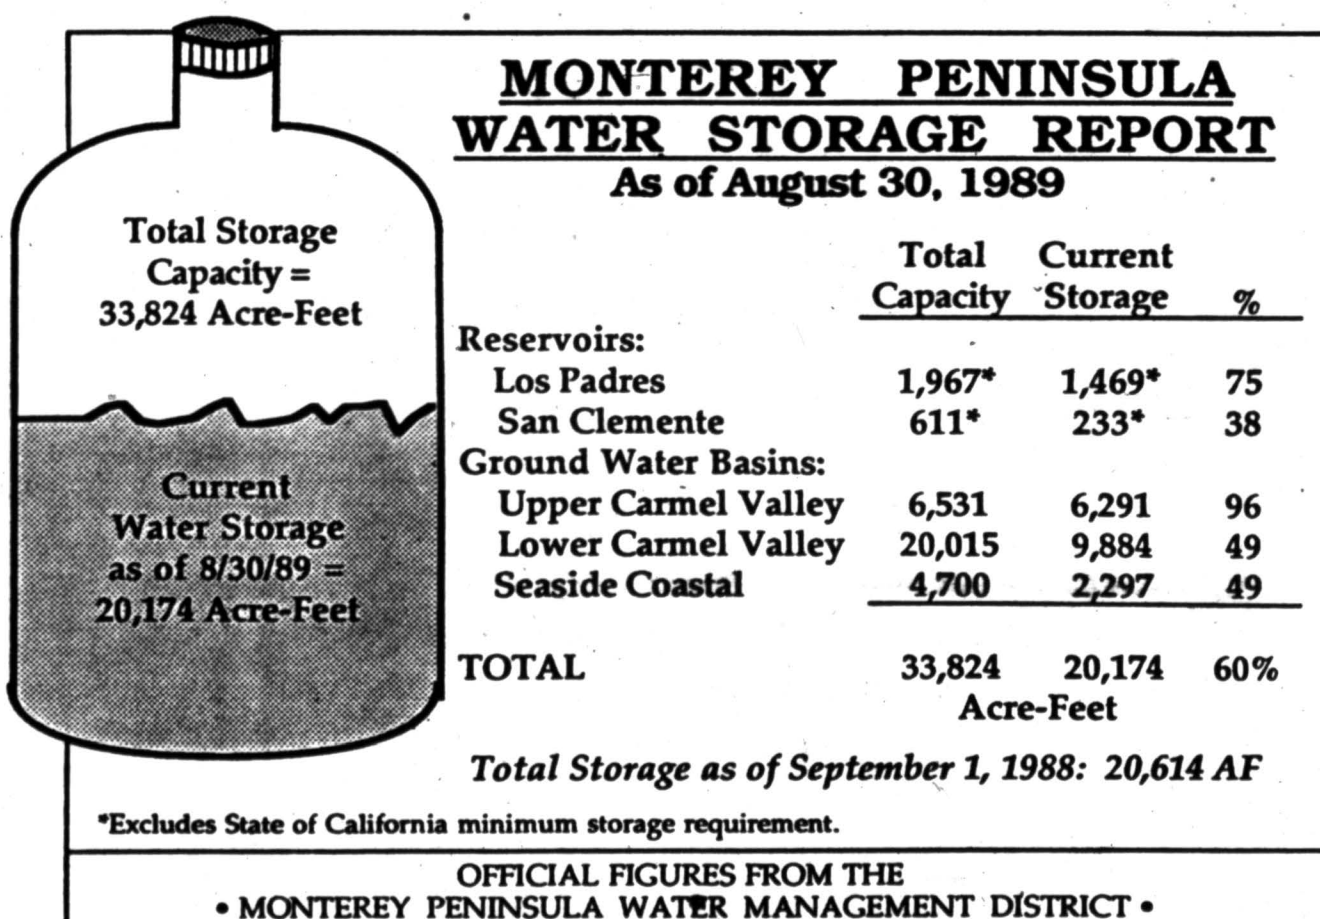 MONTEREY PENINSULA
WATER STORAGE REPORT
As of August 30, 1989
Total Storage
Capacity =
33,824 Acre-Feet
Current
Water Storage
as of 8/30/89 =
20,174 Acre-Feet
Total Current
Capacity Storage %
Reservoirs:
Los Padres 1,967* 1,469* 75
San Clemente 611* 233* 38
Ground Water Basins:
Upper Carmel Valley 6,531 6,291 96
Lower Carmel Valley 20,015 9,884 49
Seaside Coastal 4,700 2,297 49
TOTAL 33,824 20,174 60%
Acre-Feet
Total Storage as of September 1, 1988: 20,614 AF
*Excludes State of California minimum storage requirement.
OFFICIAL FIGURES FROM THE
• MONTEREY PENINSULA WATER MANAGEMENT DISTRICT •